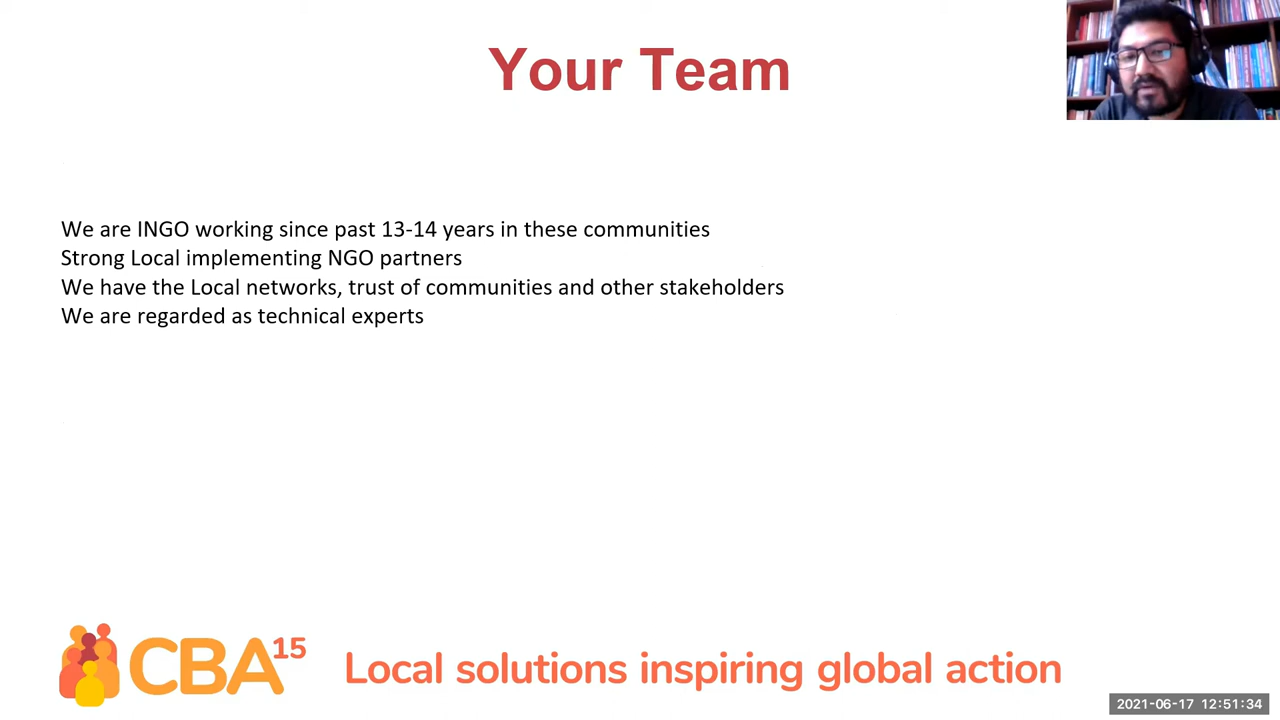 Your Team
We are INGO working since past 13-14 years in these communities
Strong Local implementing NGO partners
We have the Local networks, trust of communities and other stakeholders
We are regarded as technical experts
CBA15
Local solutions inspiring global action
2021-06-17 12:51:34